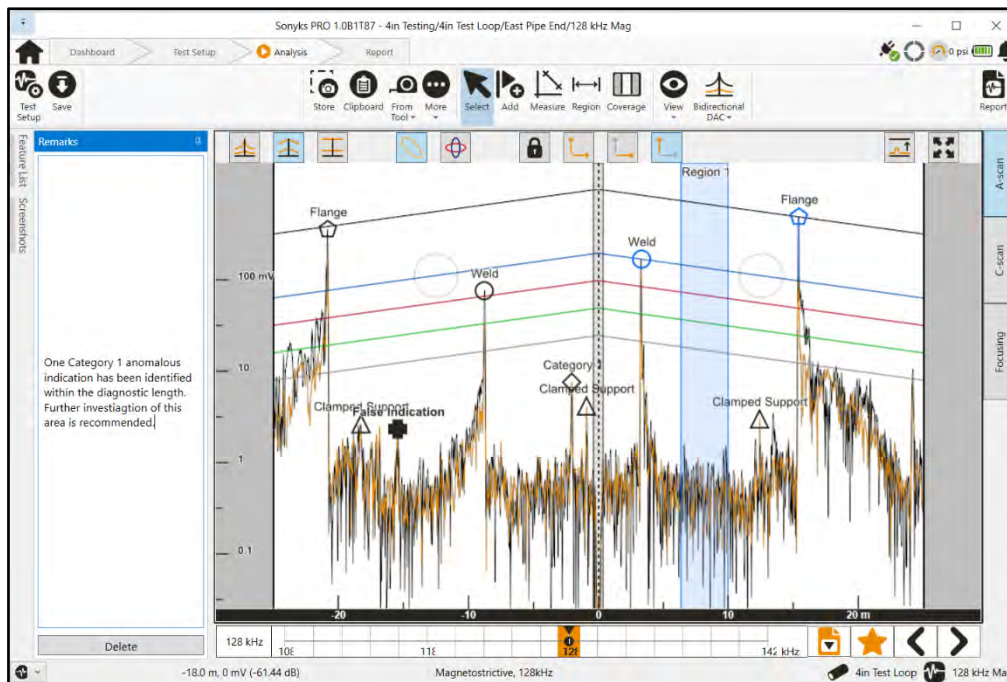 Sonyks PRO 1.0B1T87 - 4in Testing/4in Test Loop/East Pipe End/128 kHz Mag
Dashboard
Test Setup
Analysis
Report
0 psi
Test Setup
Save
Store
Clipboard
From Tool
More
Select
Add
Measure
Region
Coverage
View
Bidirectional DAC
Report
Feature List
Screenshots
Remarks
One Category 1 anomalous
indication has been identified
within the diagnostic length.
Further investiagtion of this
area is recommended.
Delete
Region 1
Flange
Flange
Weld
Weld
100 mV
10
1
0.1
Category 1
Clamped Support
Clamped Support
False Indication
Clamped Support
-20
-10
0
10
20 m
A-scan
C-scan
Focusing
128 kHz
108
118
128
142 kHz
-18.0 m, 0 mV (-61.44 dB)
Magnetostrictive, 128kHz
4in Test Loop
128 kHz Mag